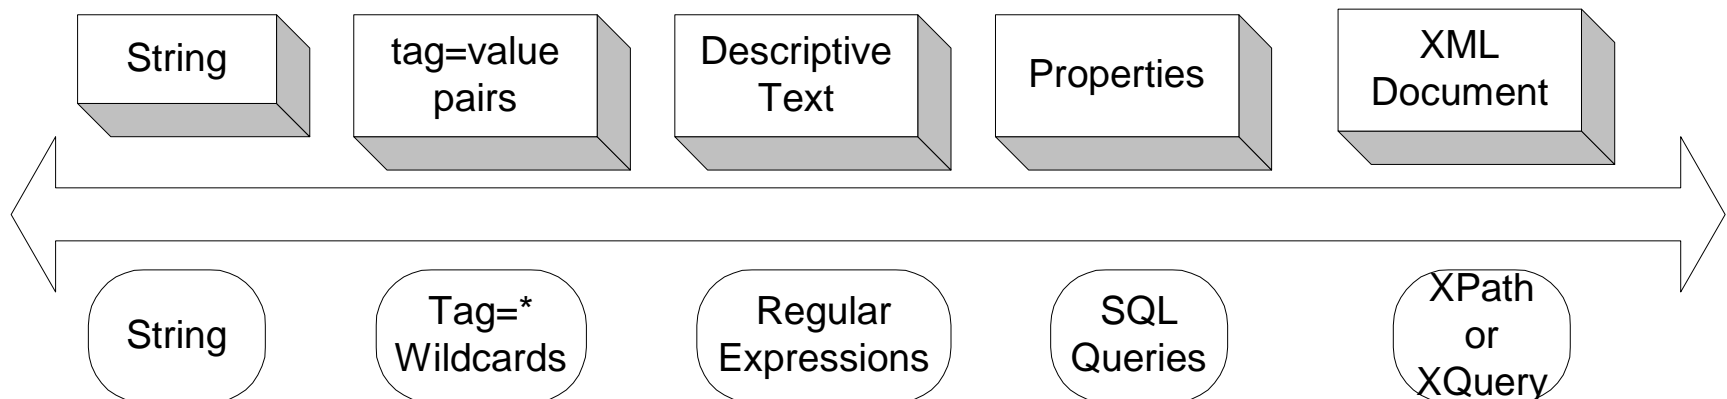 String
tag=value
pairs
Descriptive
Text
Properties
XML
Document
String
Tag=*
Wildcards
Regular
Expressions
SQL
Queries
XPath
or
XQuery